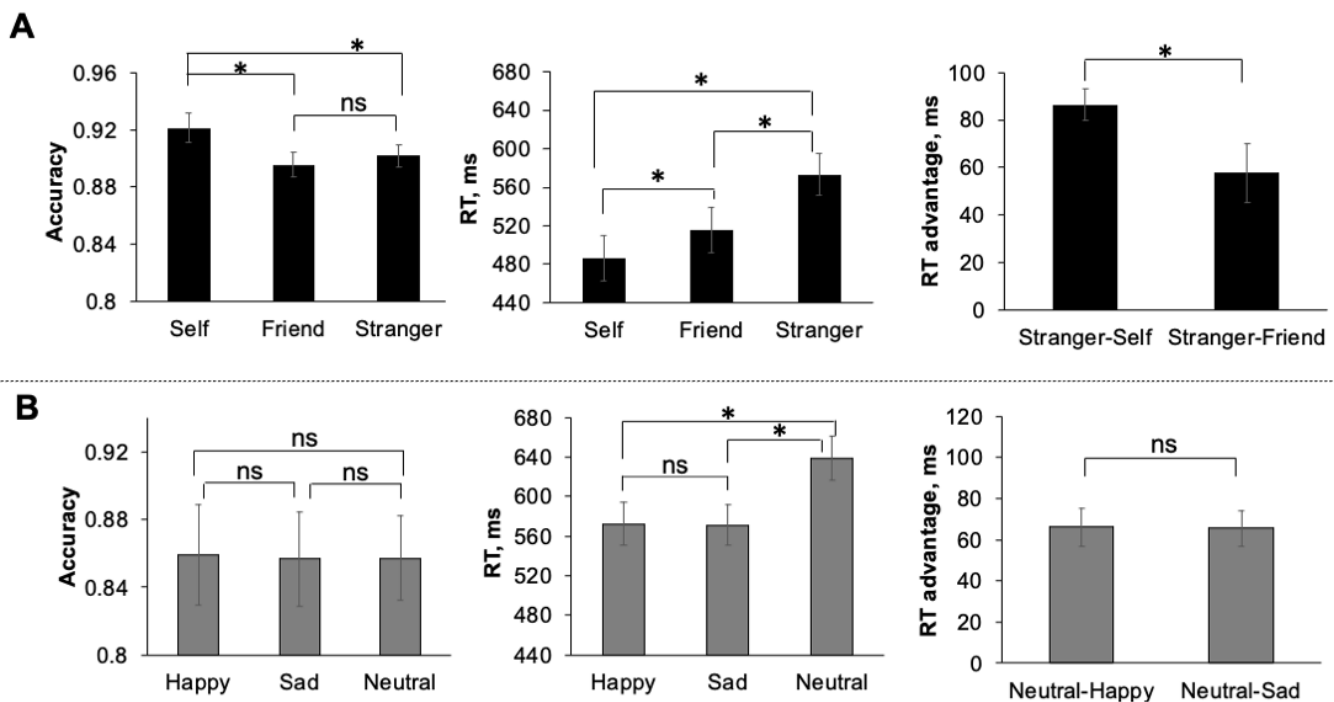 A
Accuracy
0.96
0.92
0.88
0.84
0.8
*
*
ns
Self Friend Stranger
RT, ms
680
640
600
560
520
480
440
*
*
*
Self Friend Stranger
RT advantage, ms
100
80
60
40
20
0
*
Stranger-Self Stranger-Friend
B
Accuracy
0.92
0.88
0.84
0.8
ns
ns ns
Happy Sad Neutral
RT, ms
680
640
600
560
520
480
440
*
*
ns
Happy Sad Neutral
RT advantage, ms
120
100
80
60
40
20
0
ns
Neutral-Happy Neutral-Sad